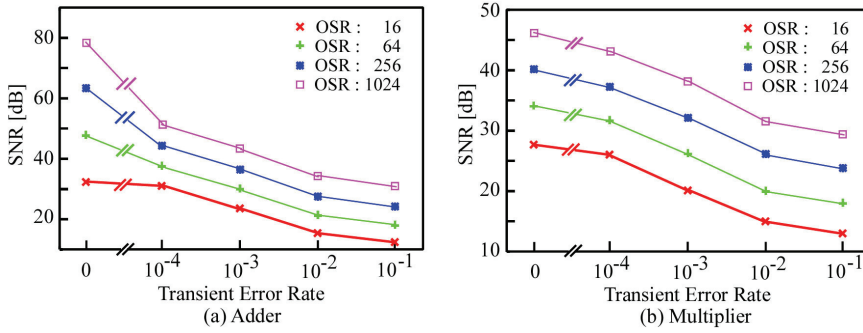 OSR : 16
OSR : 64
OSR : 256
OSR : 1024
SNR [dB]
80
60
40
20
0
10-4
10-3
10-2
10-1
Transient Error Rate
(a) Adder
OSR : 16
OSR : 64
OSR : 256
OSR : 1024
SNR [dB]
50
40
30
20
10
0
10-4
10-3
10-2
10-1
Transient Error Rate
(b) Multiplier